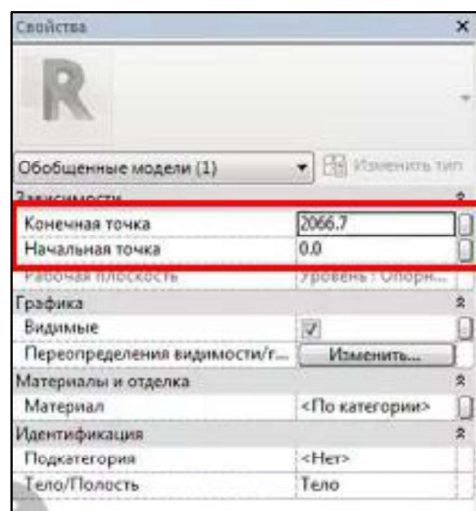 Свойства
R
Обобщенные модели (1) Изменить тип
Зависимости
Конечная точка 2066.7
Начальная точка 0.0
Рабочая плоскость Уровень : Опорн...
Графика
Видимые
Переопределения видимости/г... Изменить...
Материалы и отделка
Материал <По категории>
Идентификация
Подкатегория <Нет>
Тело/Полость Тело